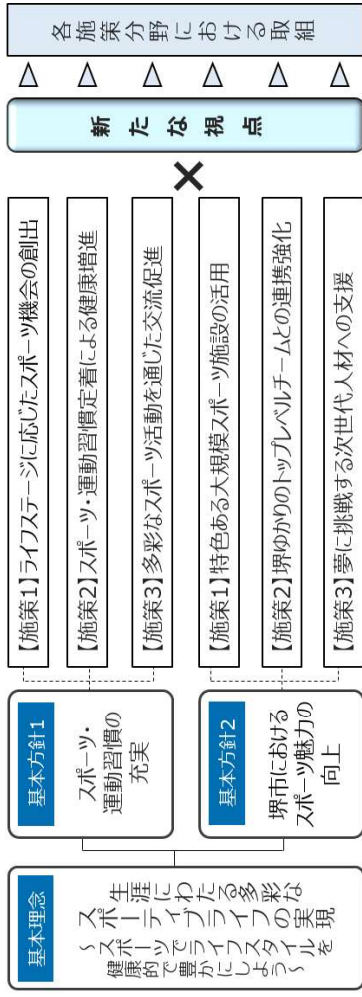 基本理念
生涯にわたる多彩な
スポーティブライフの実現
～スポーツでライフスタイルを
健康的で豊かにしよう～
基本方針1
スポーツ・
運動習慣の
充実
【施策1】ライフステージに応じたスポーツ機会の創出
【施策2】スポーツ・運動習慣定着による健康増進
【施策3】多彩なスポーツ活動を通じた交流促進
基本方針2
堺市における
スポーツ魅力の
向上
【施策1】特色ある大規模スポーツ施設の活用
【施策2】堺ゆかりのトップレベルチームとの連携強化
【施策3】夢に挑戦する次世代人材への支援
×
新たな視点
各施策分野における取組